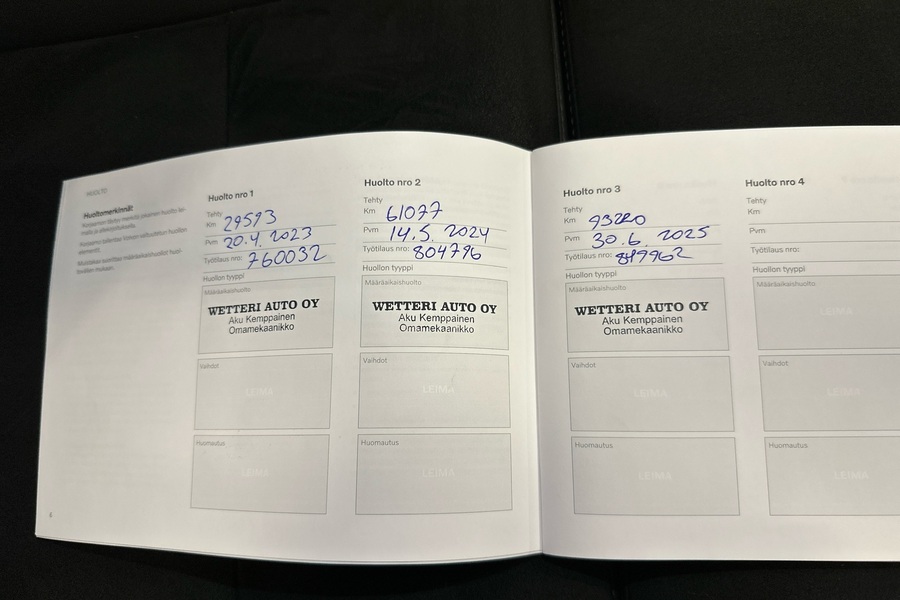 HUOLTO
Huoltomerkinnät
Huolto nro 1
Tehty
Km 29593
Pvm 20.4.2023
Työtilaus nro: 760032
Huollon tyyppi
Määräaikaishuolto
WETTERI AUTO OY
Aku Kemppainen
Omamekaanikko
Vaihdot
LEIMA
Huomautus
LEIMA
Huolto nro 2
Tehty
Km 61077
Pvm 14.5. 2024
Työtilaus nro: 804796
Huollon tyyppi
Määräaikaishuolto
WETTERI AUTO OY
Aku Kemppainen
Omamekaanikko
Vaihdot
LEIMA
Huomautus
LEIMA
Huolto nro 3
Tehty
Km 93220
Pvm 30.6. 2025
Työtilaus nro:
Huollon tyyppi
Määräaikaishuolto
WETTERI AUTO OY
Aku Kemppainen
Omamekaanikko
Vaihdot
LEIMA
Huomautus
LEIMA
Huolto nro 4
Tehty
Km
Pvm
Työtilaus nro:
Huollon tyyppi
Määräaikaishuolto
LEIMA
Vaihdot
LEIMA
Huomautus
LEIMA